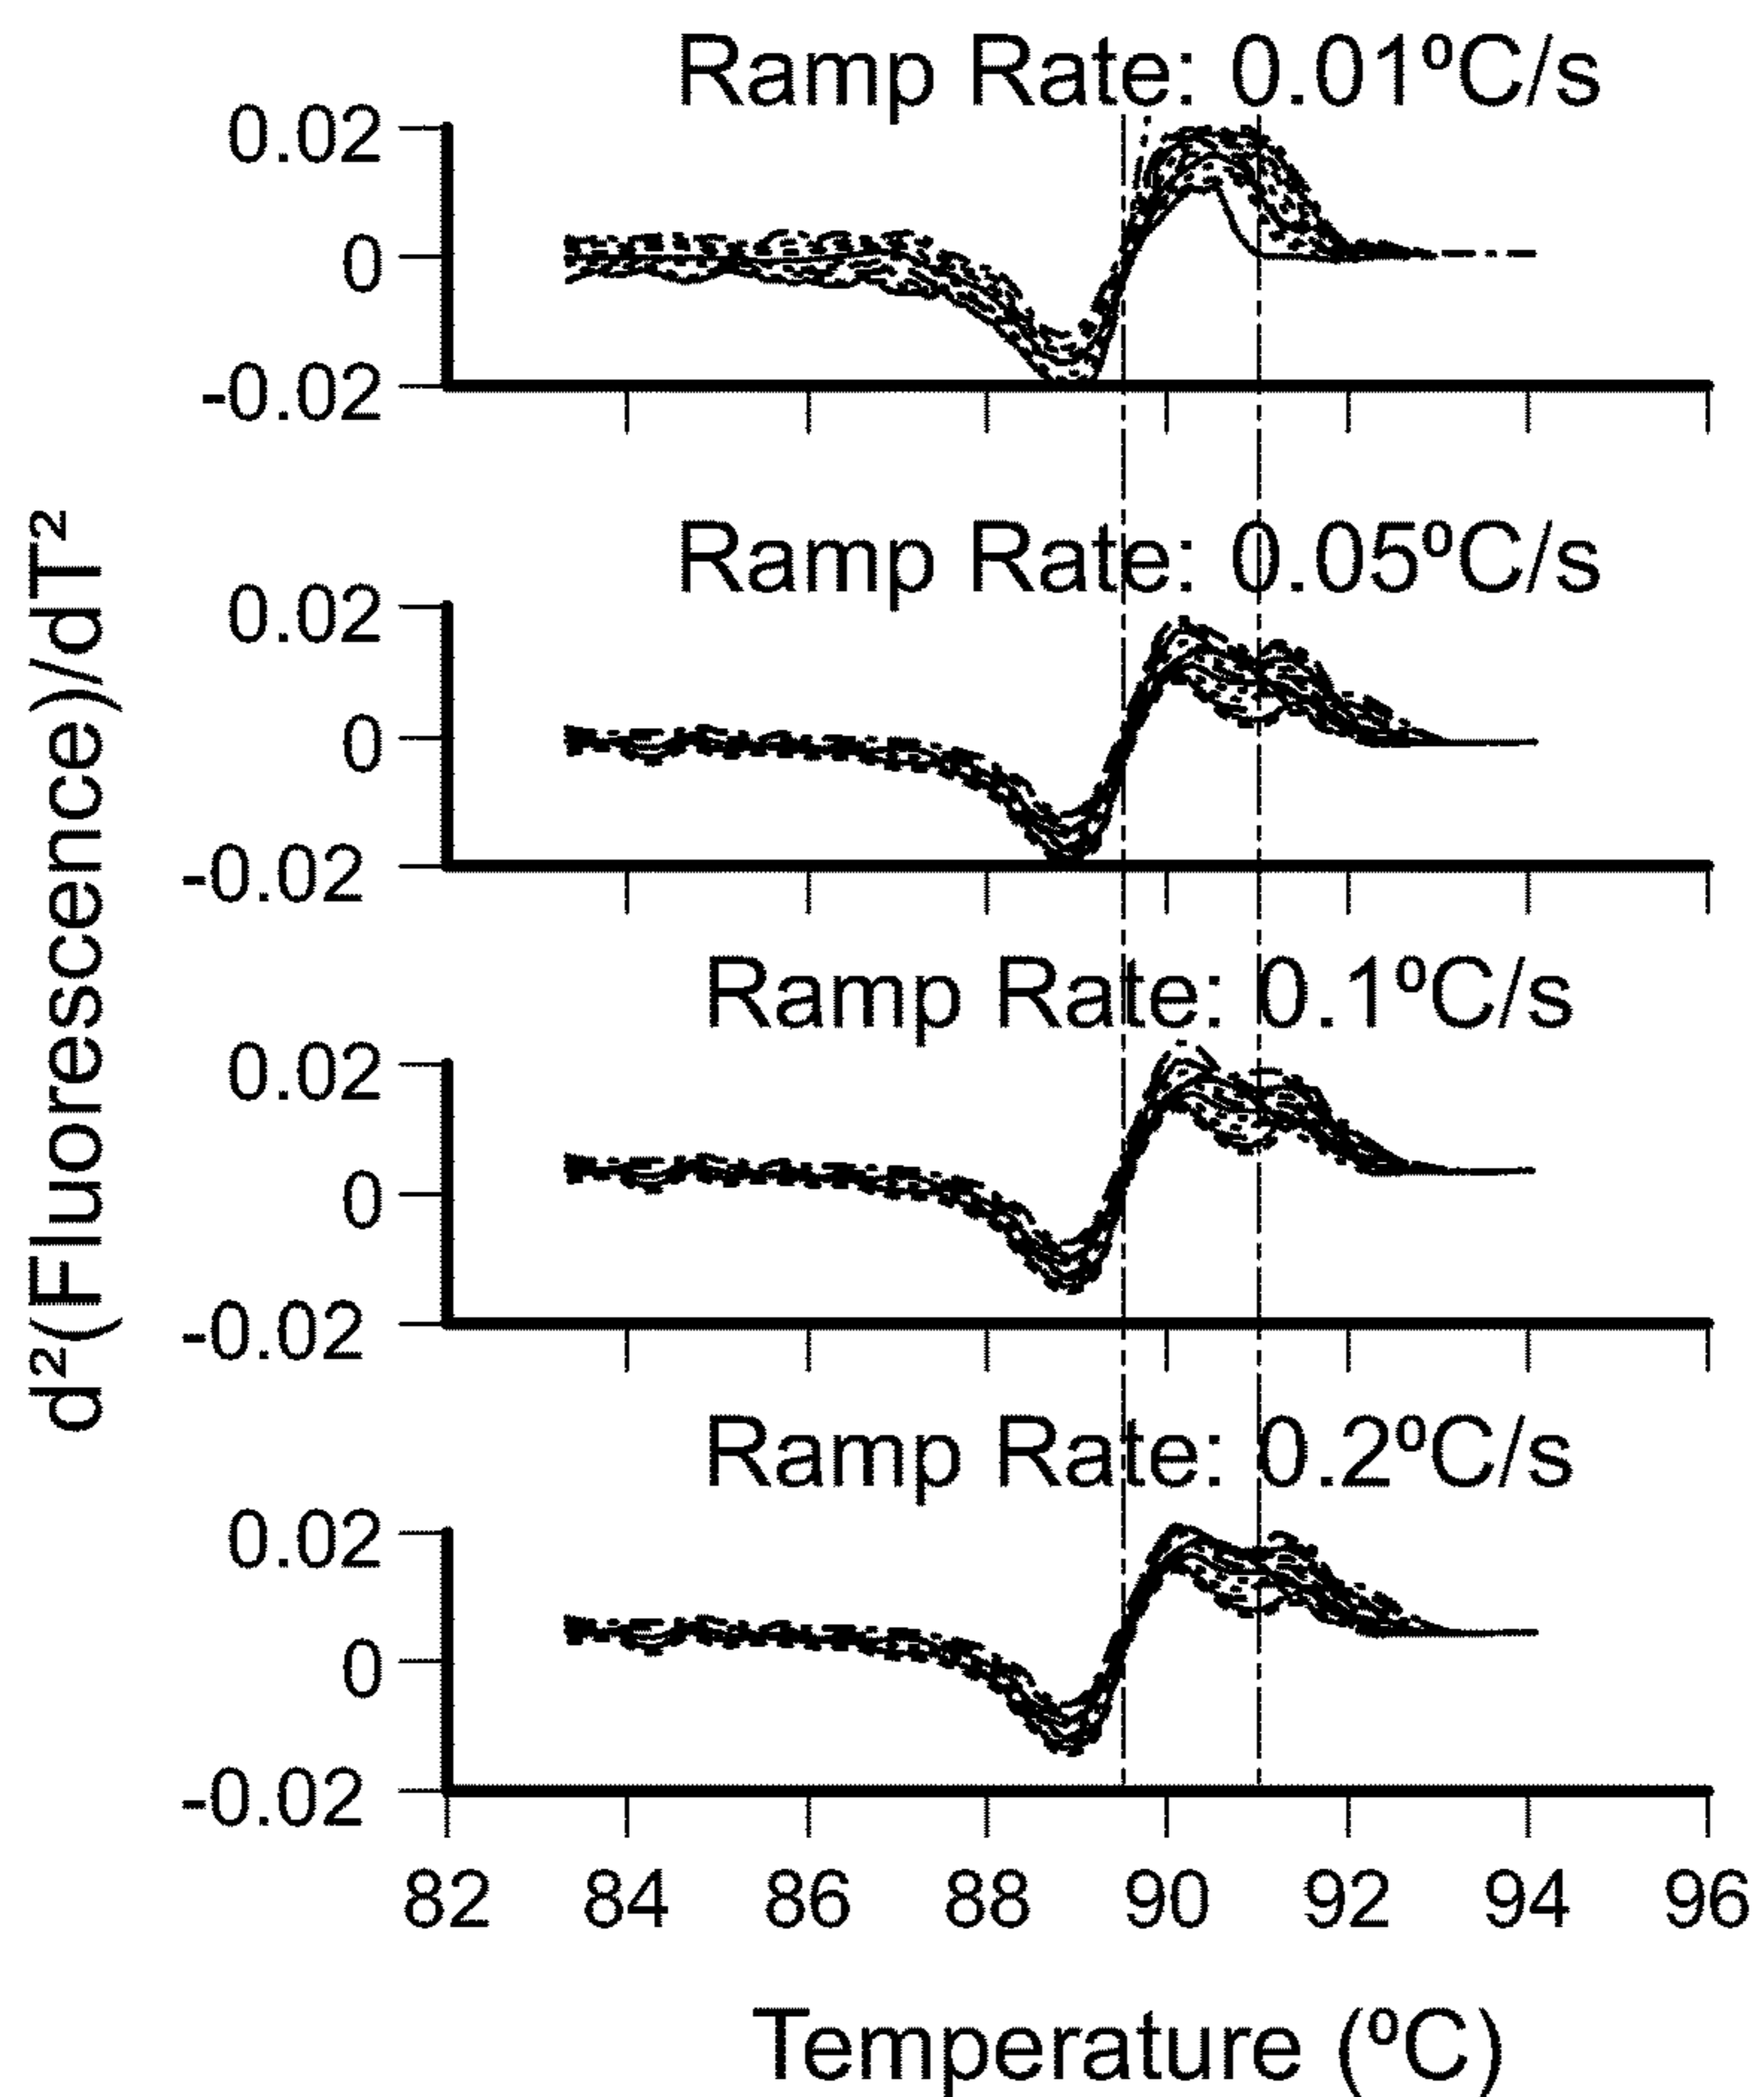 Ramp Rate: 0.01ºC/s
0.02
0
-0.02
Ramp Rate: 0.05ºC/s
0.02
0
-0.02
Ramp Rate: 0.1ºC/s
0.02
0
-0.02
Ramp Rate: 0.2ºC/s
0.02
0
-0.02
82 84 86 88 90 92 94 96
Temperature (ºC)
d²(Fluorescence)/dT²